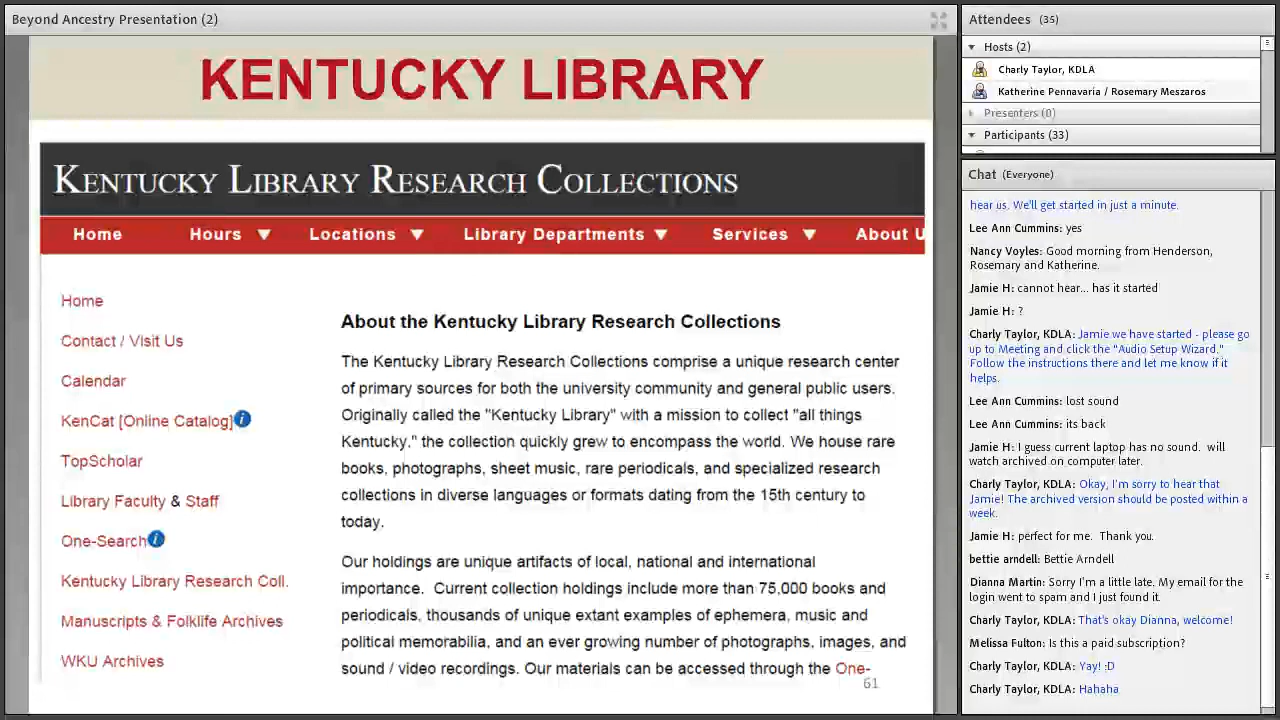 Beyond Ancestry Presentation (2)
KENTUCKY LIBRARY
KENTUCKY LIBRARY RESEARCH COLLECTIONS
Home Hours Locations Library Departments Services About U
Home
Contact / Visit Us
Calendar
KenCat [Online Catalog]
TopScholar
Library Faculty & Staff
One-Search
Kentucky Library Research Coll.
Manuscripts & Folklife Archives
WKU Archives
About the Kentucky Library Research Collections
The Kentucky Library Research Collections comprise a unique research center
of primary sources for both the university community and general public users.
Originally called the "Kentucky Library" with a mission to collect "all things
Kentucky," the collection quickly grew to encompass the world. We house rare
books, photographs, sheet music, rare periodicals, and specialized research
collections in diverse languages or formats dating from the 15th century to
today.
Our holdings are unique artifacts of local, national and international
importance. Current collection holdings include more than 75,000 books and
periodicals, thousands of unique extant examples of ephemera, music and
political memorabilia, and an ever growing number of photographs, images, and
sound / video recordings. Our materials can be accessed through the One-
61
Attendees (35)
Hosts (2)
Charly Taylor, KDLA
Katherine Pennavaria / Rosemary Meszaros
Presenters (0)
Participants (33)
Chat (Everyone)
hear us. We'll get started in just a minute.
Lee Ann Cummins: yes
Nancy Voyles: Good morning from Henderson,
Rosemary and Katherine.
Jamie H: cannot hear... has it started
Jamie H: ?
Charly Taylor, KDLA: Jamie we have started - please go
up to Meeting and click the "Audio Setup Wizard."
Follow the instructions there and let me know if it
helps.
Lee Ann Cummins: lost sound
Lee Ann Cummins: its back
Jamie H: I guess current laptop has no sound. will
watch archived on computer later.
Charly Taylor, KDLA: Okay, I'm sorry to hear that
Jamie! The archived version should be posted within a
week.
Jamie H: perfect for me. Thank you.
bettie arndell: Bettie Arndell
Dianna Martin: Sorry I'm a little late. My email for the
login went to spam and I just found it.
Charly Taylor, KDLA: That's okay Dianna, welcome!
Melissa Fulton: Is this a paid subscription?
Charly Taylor, KDLA: Yay! :D
Charly Taylor, KDLA: Hahaha